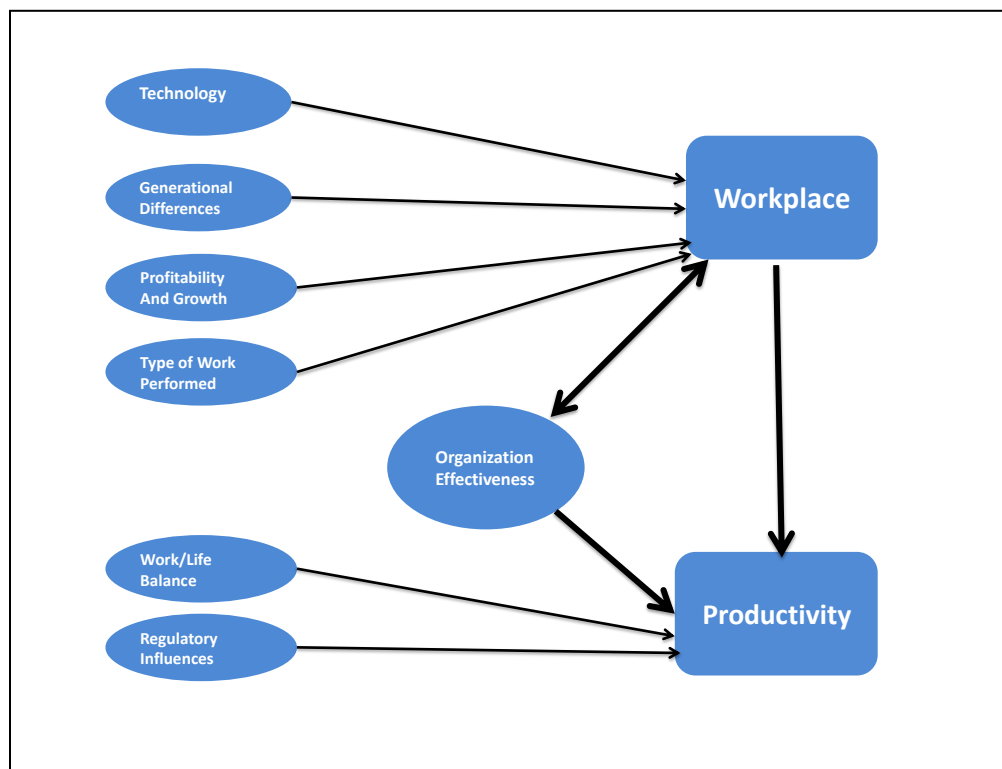 Technology
Generational
Differences
Profitability
And Growth
Type of Work
Performed
Workplace
Organization
Effectiveness
Work/Life
Balance
Regulatory
Influences
Productivity